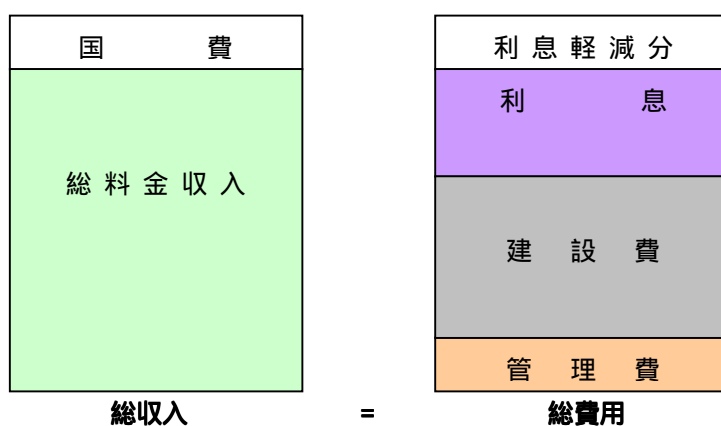 国費
総料金収入
利息軽減分
利息
建設費
管理費
総収入 = 総費用